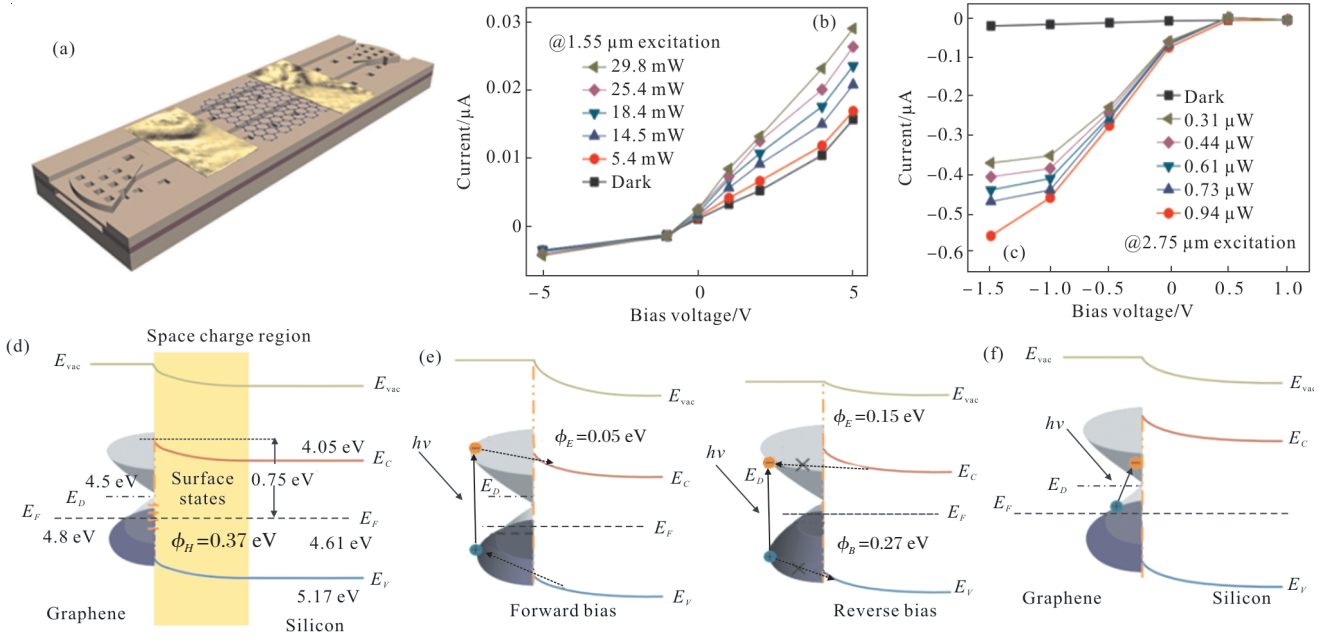 (a)
(b)
@1.55 μm excitation
29.8 mW
25.4 mW
18.4 mW
14.5 mW
5.4 mW
Dark
Current/μA
0.03
0.02
0.01
0
−5
0
5
Bias voltage/V
Dark
0.31 μW
0.44 μW
0.61 μW
0.73 μW
0.94 μW
@2.75 μm excitation
(c)
Current/μA
0
−0.1
−0.2
−0.3
−0.4
−0.5
−0.6
−1.5
−1.0
−0.5
0
0.5
1.0
Bias voltage/V
(d)
Space charge region
Evac
Evac
4.05 eV
EC
0.75 eV
4.5 eV
Surface
states
ED
EF
EF
4.8 eV
ϕH=0.37 eV
4.61 eV
EV
5.17 eV
Graphene
Silicon
(e)
Evac
hν
ϕE=0.05 eV
EC
ED
EF
EV
Forward bias
Evac
ϕE=0.15 eV
hν
EC
ED
EF
ϕB=0.27 eV
EV
Reverse bias
(f)
Evac
Evac
hν
EC
ED
EF
EV
Graphene
Silicon